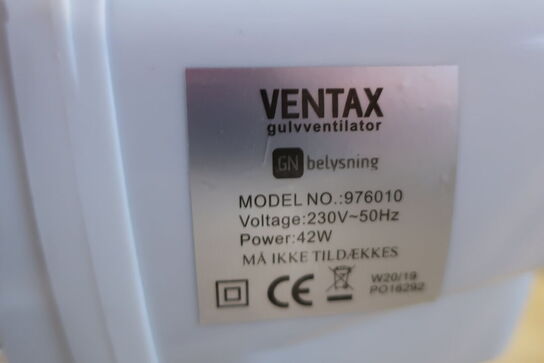 VENTAX
gulvventilator
GN belysning
MODEL NO.:976010
Voltage:230V~50Hz
Power:42W
MÅ IKKE TILDÆKKES
CE
W20/19
PO16292